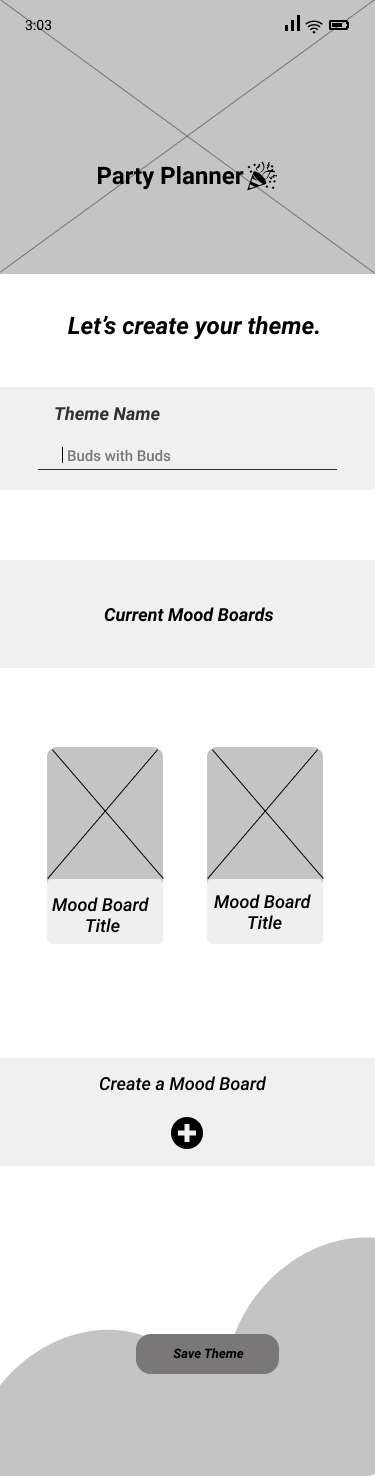 3:03
Party Planner
Let's create your theme.
Theme Name
Buds with Buds
Current Mood Boards
Mood Board
Title
Mood Board
Title
Create a Mood Board
Save Theme